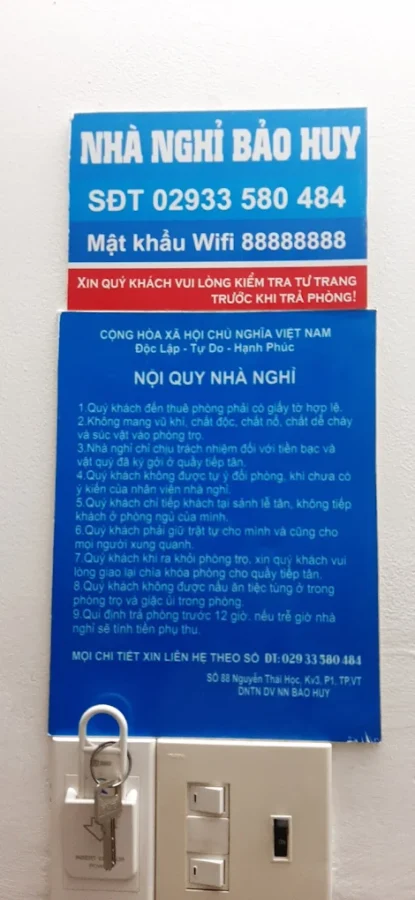 NHÀ NGHỈ BẢO HUY
SĐT 02933 580 484
Mật khẩu Wifi 88888888
XIN QUÝ KHÁCH VUI LÒNG KIỂM TRA TƯ TRANG
TRƯỚC KHI TRẢ PHÒNG!
CỘNG HÒA XÃ HỘI CHỦ NGHĨA VIỆT NAM
Độc Lập - Tự Do - Hạnh Phúc
NỘI QUY NHÀ NGHỈ
1.Quý khách đến thuê phòng phải có giấy tờ hợp lệ.
2.Không mang vũ khí, chất độc, chất nổ, chất dễ cháy
và súc vật vào phòng trọ.
3.Nhà nghỉ chỉ chịu trách nhiệm đối với tiền bạc và
vật quý đã ký gởi ở quầy tiếp tân.
4.Quý khách không được tự ý đổi phòng, khi chưa có
ý kiến của nhân viên nhà nghỉ.
5.Quý khách chỉ tiếp khách tại sảnh lễ tân, không tiếp
khách ở phòng ngủ của mình.
6.Quý khách phải giữ trật tự cho mình và cũng cho
mọi người xung quanh.
7.Quý khách khi ra khỏi phòng trọ, xin quý khách vui
lòng giao lại chìa khóa phòng cho quầy tiếp tân.
8.Quý khách không được nấu ăn tiệc tùng ở trong
phòng trọ và giặc ủi trong phòng.
9.Qui định trả phòng trước 12 giờ, nếu trễ giờ nhà
nghỉ sẽ tính tiền phụ thu.
MỌI CHI TIẾT XIN LIÊN HỆ THEO SỐ ĐT: 029 33 580 484
SỐ 88 Nguyễn Thái Học, Kv3, P1, TP.VT
DNTN DV NN BẢO HUY